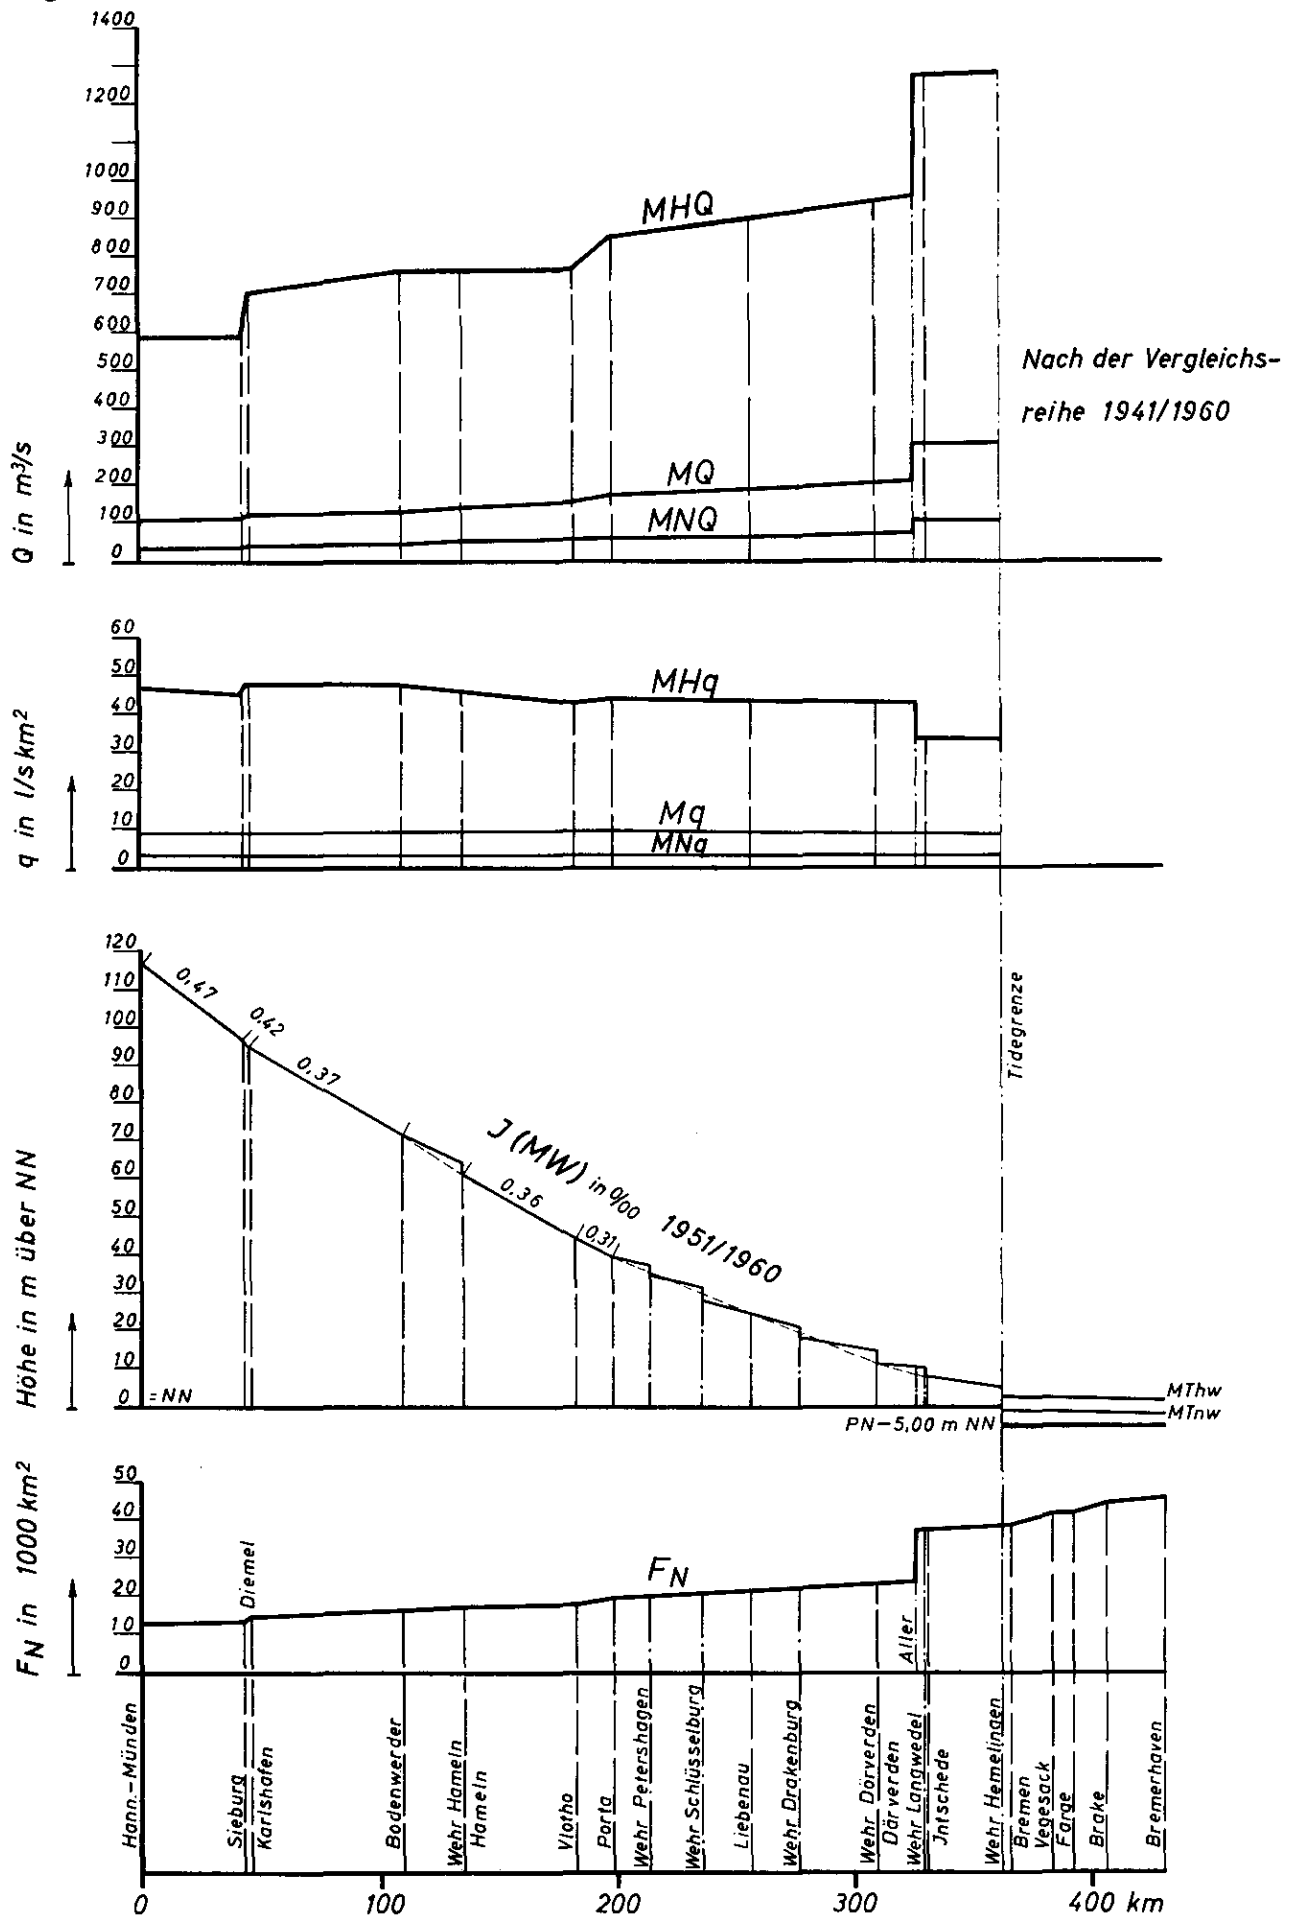 1400
1200
1000
900
800
700
600
500
400
300
200
100
0
Q in m³/s
MHQ
MQ
MNQ
Nach der Vergleichs-
reihe 1941/1960
60
50
40
30
20
10
0
q in l/s km²
MHq
Mq
MNq
120
110
100
90
80
70
60
50
40
30
20
10
0 = NN
Höhe in m über NN
0,47
0,42
0,37
0,36
0,31
J (MW) in ‰ 1951/1960
Tidegrenze
MThw
MTnw
PN-5,00 m NN
50
40
30
20
10
0
FN in 1000 km²
FN
Diemel
Aller
Hann.-Münden
Sieburg
Karlshafen
Bodenwerder
Wehr Hameln
Hameln
Vlotho
Porta
Wehr Petershagen
Wehr Schlüsselburg
Liebenau
Wehr Drakenburg
Wehr Dörverden
Därverden
Wehr Langwedel
Jntschede
Wehr Hemelingen
Bremen
Vegesack
Farge
Brake
Bremerhaven
0 100 200 300 400 km